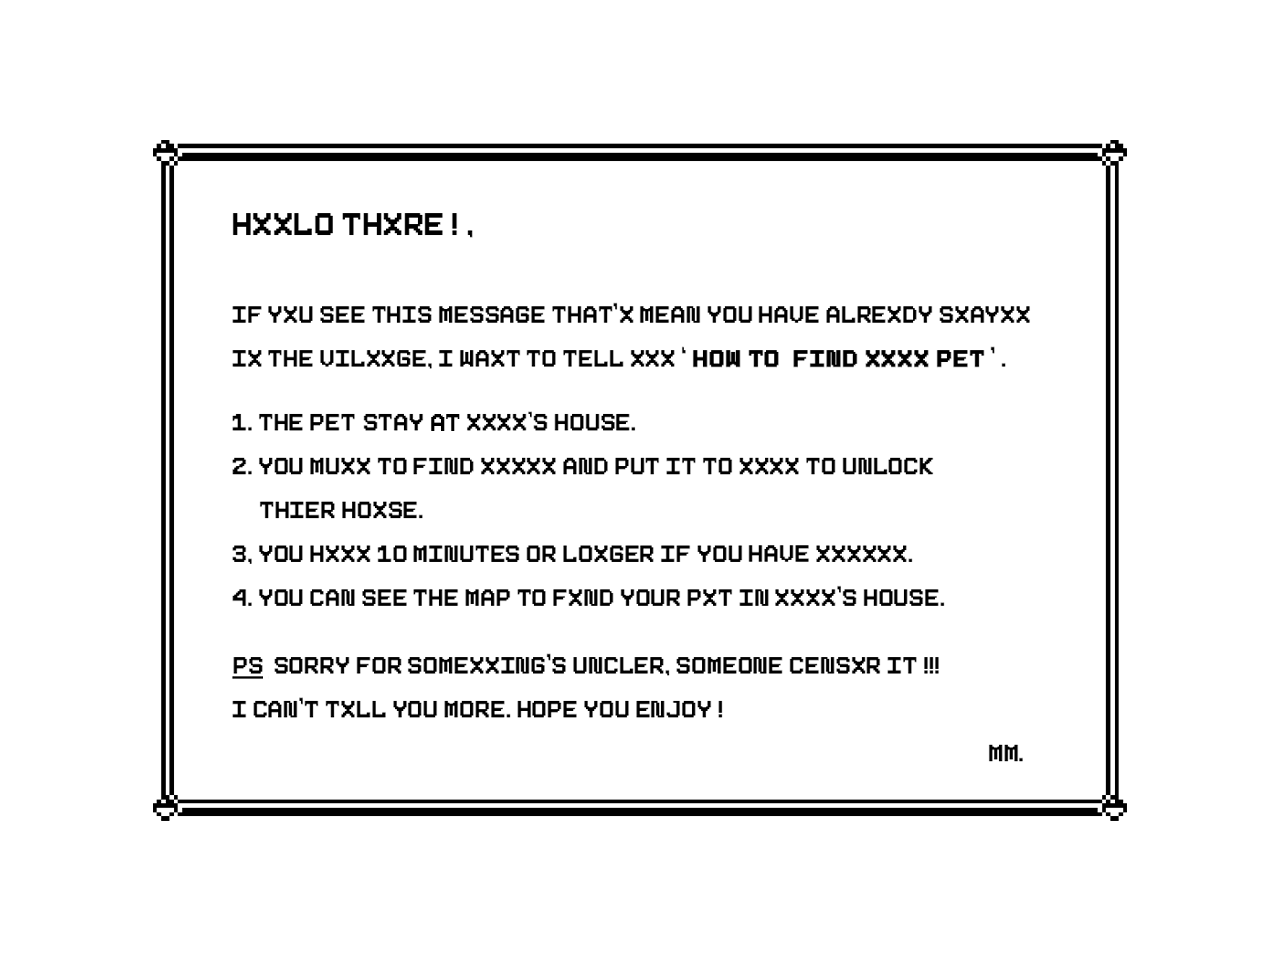 HXXLO THXRE!,
IF YXU SEE THIS MESSAGE THAT'X MEAN YOU HAVE ALREXDY SXAYXX
IX THE VILXXGE, I WAXT TO TELL XXX 'HOW TO FIND XXXX PET'.
1. THE PET STAY AT XXXX'S HOUSE.
2. YOU MUXX TO FIND XXXXX AND PUT IT TO XXXX TO UNLOCK
THIER HOXSE.
3, YOU HXXX 10 MINUTES OR LOXGER IF YOU HAVE XXXXXX.
4. YOU CAN SEE THE MAP TO FXND YOUR PXT IN XXXX'S HOUSE.
PS SORRY FOR SOMEXXING'S UNCLER, SOMEONE CENSXR IT !!!
I CAN'T TXLL YOU MORE. HOPE YOU ENJOY!
MM.